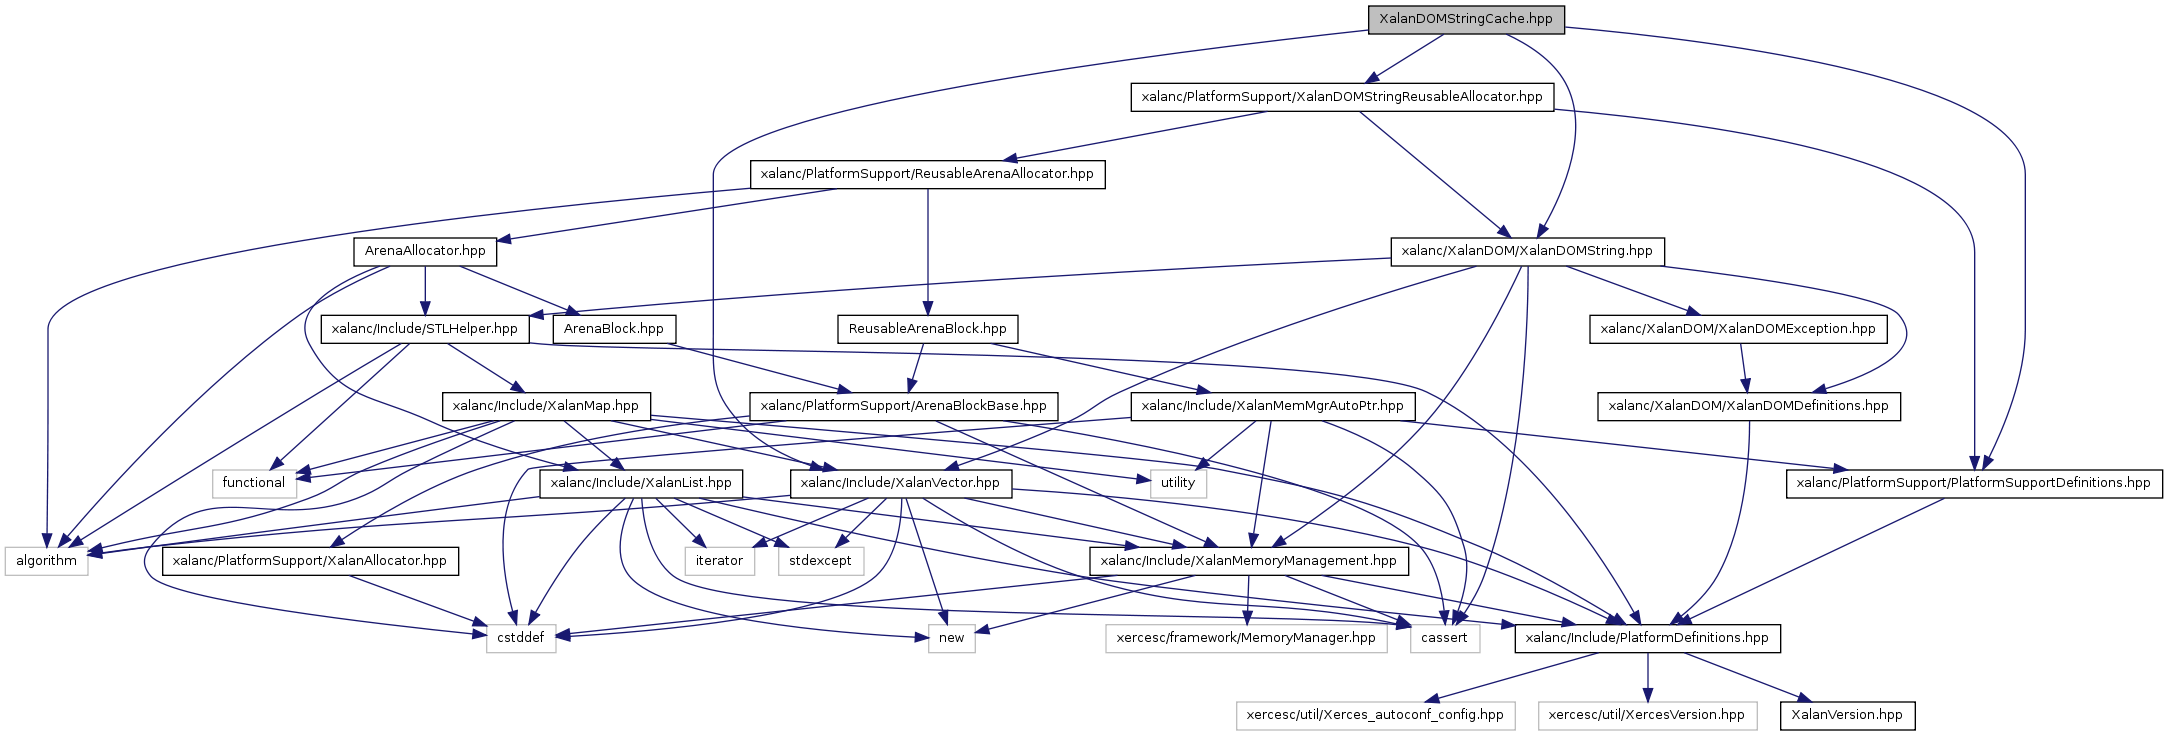 XalanDOMStringCache.hpp
xalanc/PlatformSupport/XalanDOMStringReusableAllocator.hpp
xalanc/PlatformSupport/ReusableArenaAllocator.hpp
ArenaAllocator.hpp
xalanc/XalanDOM/XalanDOMString.hpp
xalanc/Include/STLHelper.hpp
ArenaBlock.hpp
ReusableArenaBlock.hpp
xalanc/XalanDOM/XalanDOMException.hpp
xalanc/Include/XalanMap.hpp
xalanc/PlatformSupport/ArenaBlockBase.hpp
xalanc/Include/XalanMemMgrAutoPtr.hpp
xalanc/XalanDOM/XalanDOMDefinitions.hpp
functional
xalanc/Include/XalanList.hpp
xalanc/Include/XalanVector.hpp
utility
xalanc/PlatformSupport/PlatformSupportDefinitions.hpp
algorithm
xalanc/PlatformSupport/XalanAllocator.hpp
iterator
stdexcept
xalanc/Include/XalanMemoryManagement.hpp
cstddef
new
xercesc/framework/MemoryManager.hpp
cassert
xalanc/Include/PlatformDefinitions.hpp
xercesc/util/Xerces_autoconf_config.hpp
xercesc/util/XercesVersion.hpp
XalanVersion.hpp